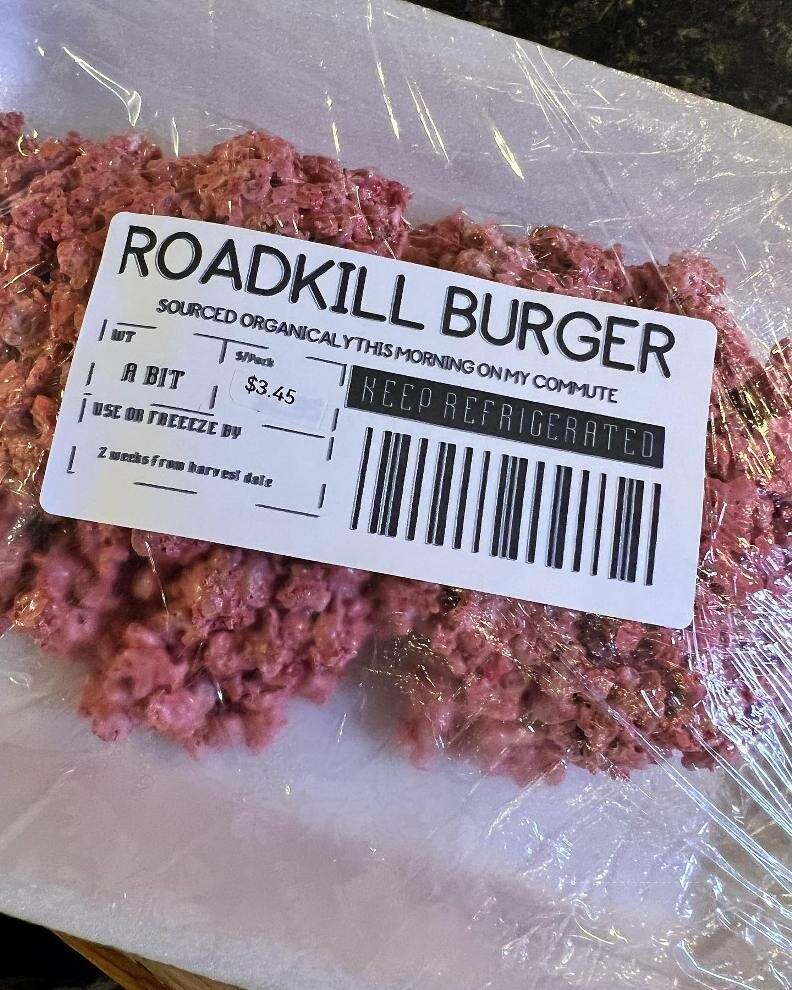 ROADKILL BURGER
SOURCED ORGANICALYTHIS MORNING ON MY COMMUTE
WT
$/Pack
A BIT
$3.45
KEEP REFRIGERATED
USE OR FREEEZE BY
2 weeks from harvest date